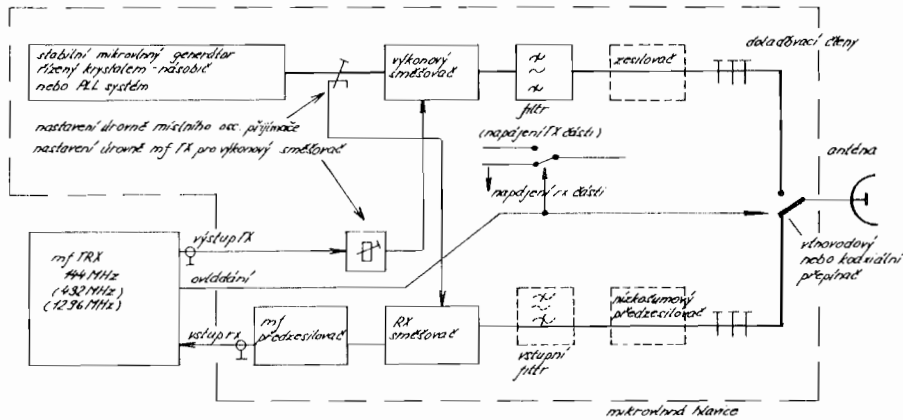 stabilní mikrovlnný generátor
řízený krystalem-násobič
nebo PLL systém
výkonový
směšovač
filtr
zesilovač
dolaďovací členy
nastavení úrovně místního osc. přijímače
nastavení úrovně mf TX pro výkonový směšovač
(napájení TX části)
napájení rx části
anténa
vlnovodový
nebo koaxiální
přepínač
mf TRX
144 MHz
(432 MHz)
(1296 MHz)
výstup TX
ovládání
vstup rx
mf
předzesilovač
RX
směšovač
vstupní
filtr
nízkošumový
předzesilovač
mikrovlnná hlavice